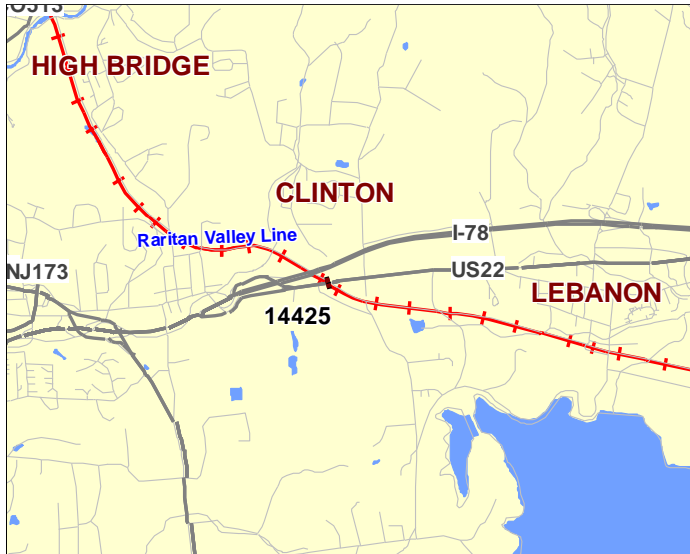 HIGH BRIDGE
CLINTON
Raritan Valley Line
I-78
NJ173
US22
LEBANON
14425